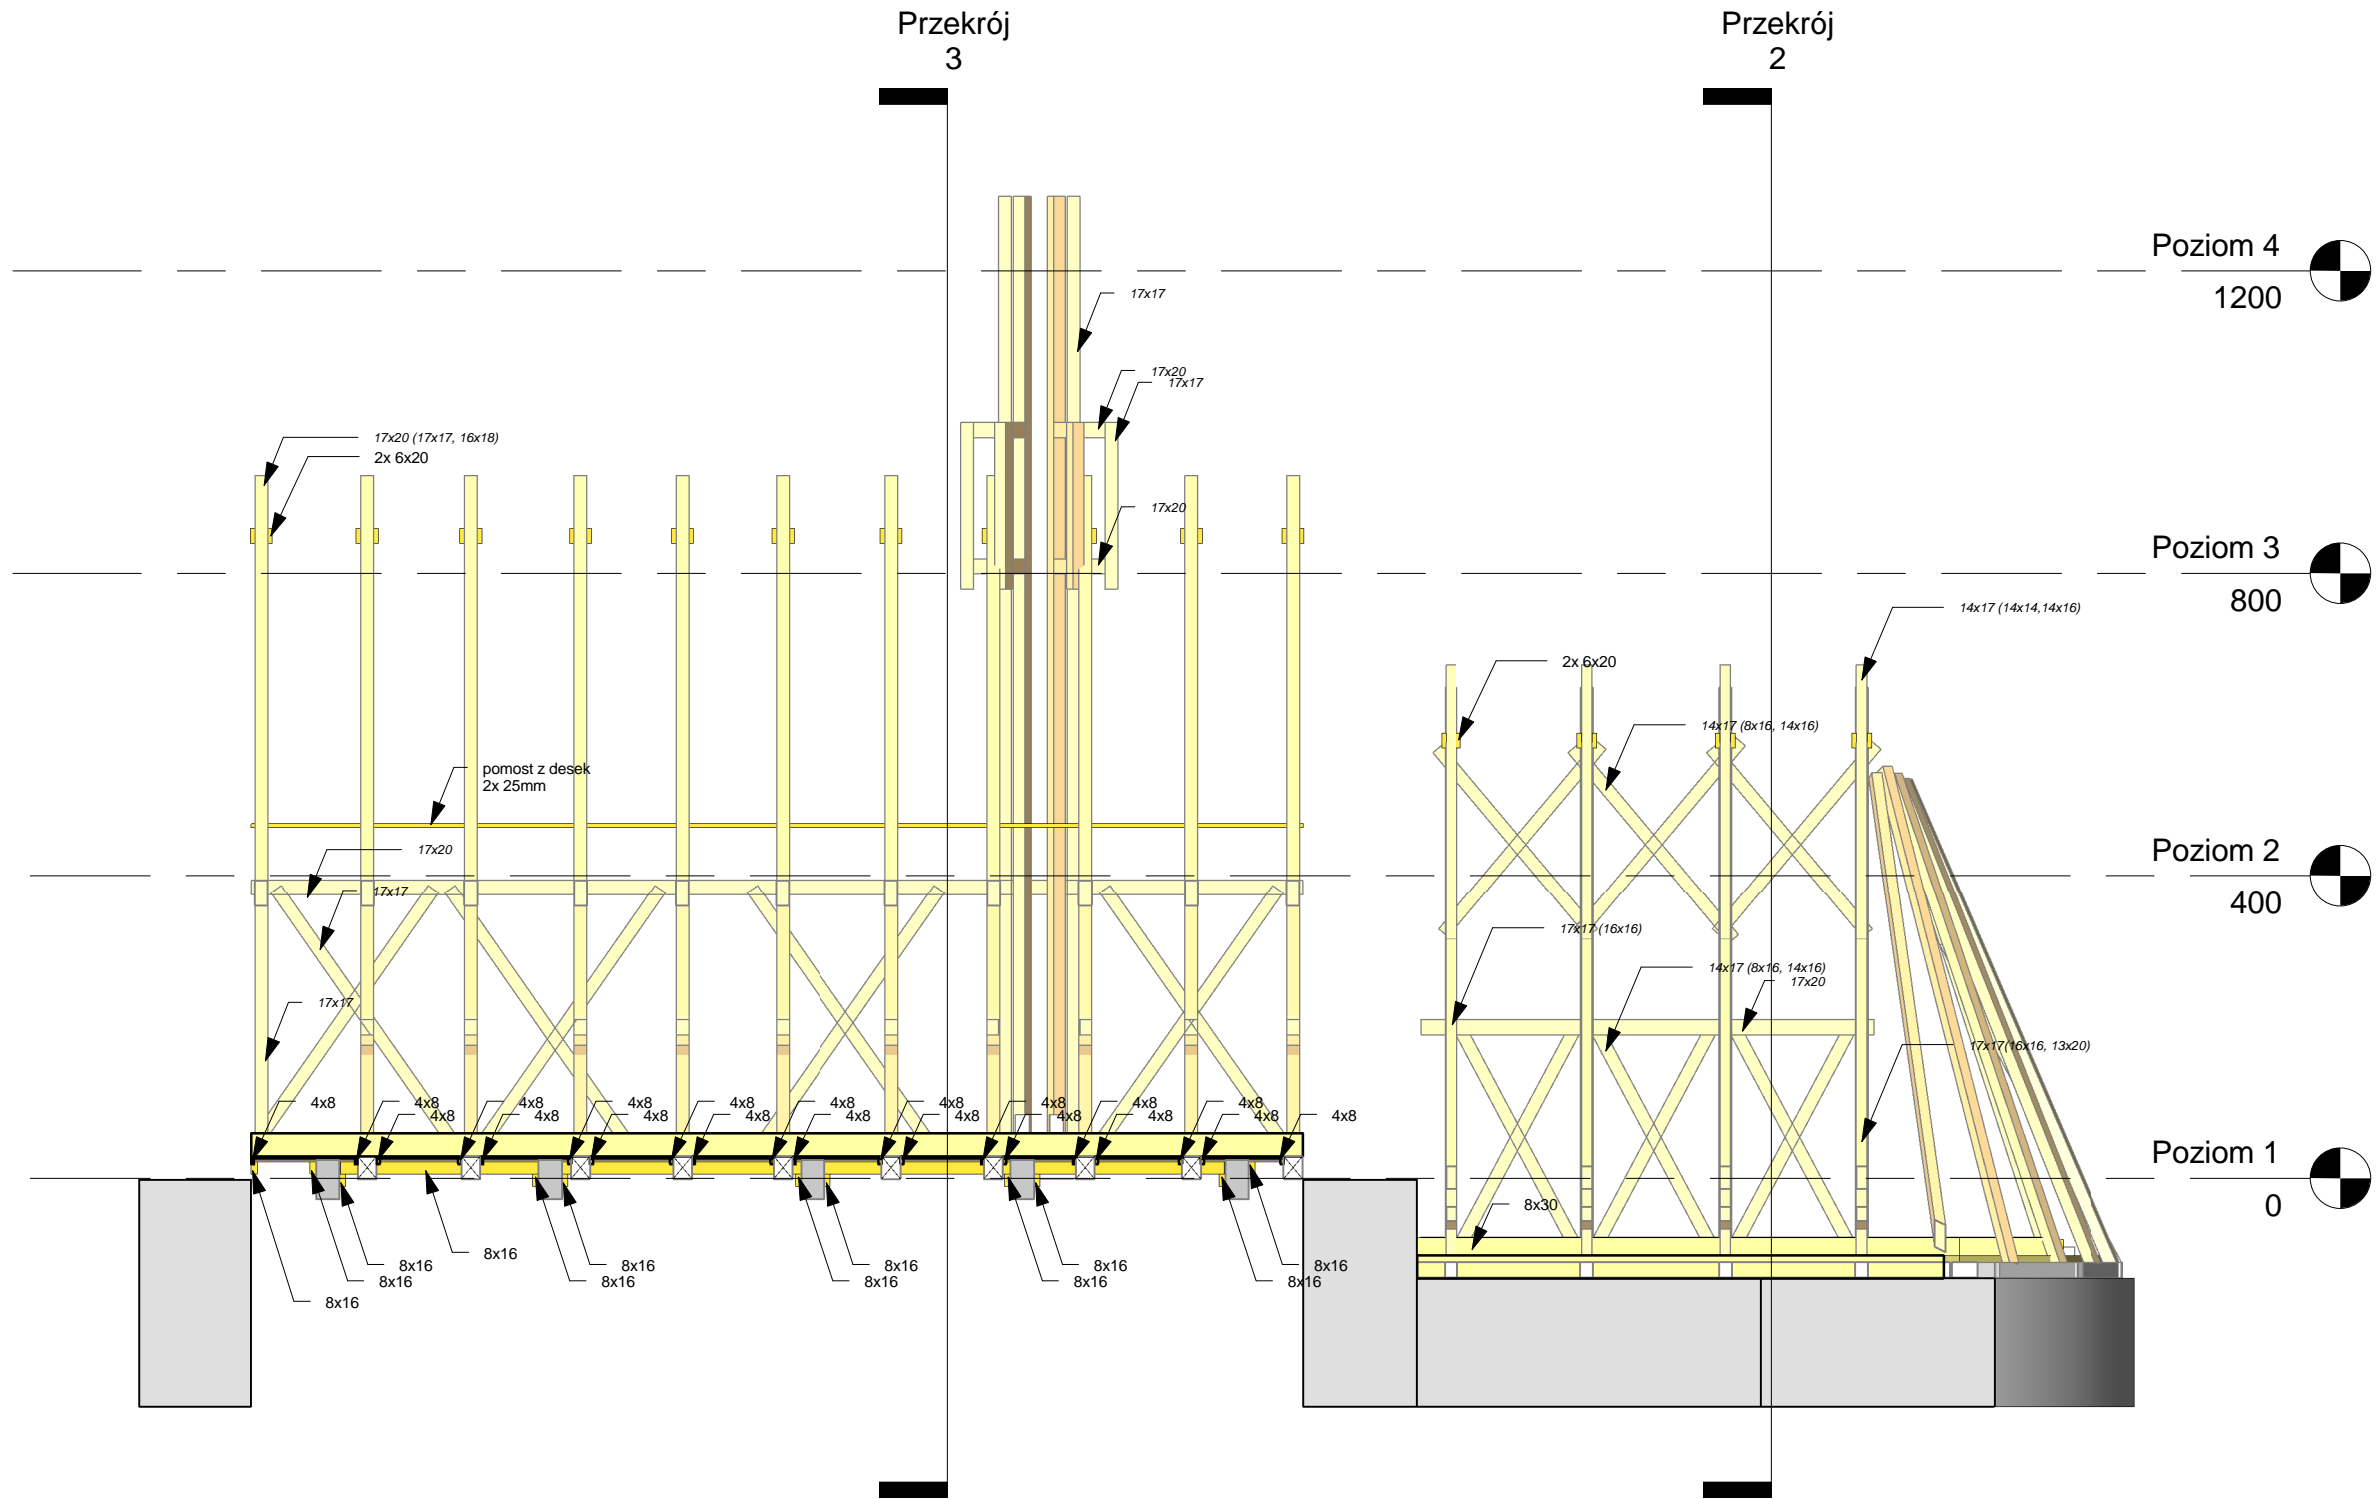 Przekrój
3
Przekrój
2
Poziom 4
1200
17x17
17x20
17x17
17x20 (17x17, 16x18)
2x 6x20
17x20
Poziom 3
800
14x17 (14x14,14x16)
2x 6x20
14x17 (8x16, 14x16)
pomost z desek
2x 25mm
17x20
17x17
Poziom 2
400
17x17 (16x16)
14x17 (8x16, 14x16)
17x20
17x17
17x17(16x16, 13x20)
4x8 4x8 4x8 4x8 4x8 4x8 4x8 4x8 4x8 4x8
4x8 4x8 4x8 4x8 4x8 4x8 4x8 4x8 4x8 4x8
Poziom 1
0
8x30
8x16
8x16 8x16 8x16 8x16 8x16
8x16 8x16 8x16 8x16 8x16
8x16